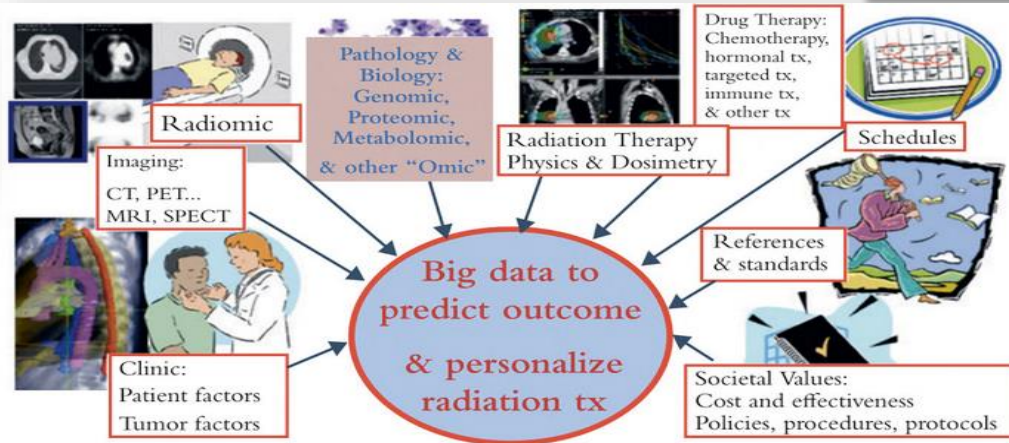 Radiomic
Imaging:
CT, PET...
MRI, SPECT
Clinic:
Patient factors
Tumor factors
Pathology &
Biology:
Genomic,
Proteomic,
Metabolomic,
& other “Omic”
Radiation Therapy
Physics & Dosimetry
Drug Therapy:
Chemotherapy,
hormonal tx,
targeted tx,
immune tx,
& other tx
Schedules
References
& standards
Societal Values:
Cost and effectiveness
Policies, procedures, protocols
Big data to
predict outcome
& personalize
radiation tx